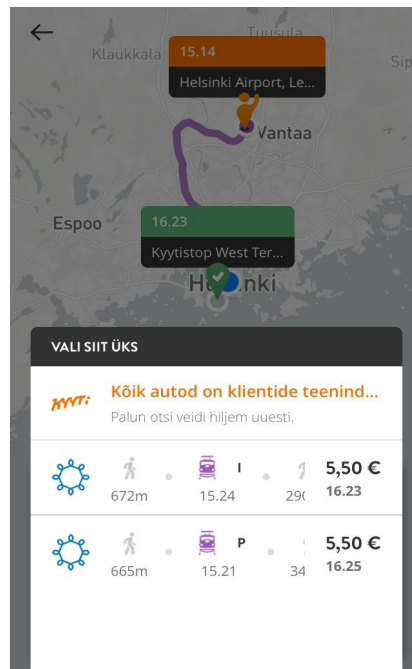 Tuusula
Klaukkala
15.14
Helsinki Airport, Le...
Vantaa
Espoo
16.23
Kyytistop West Ter...
VALI SIIT ÜKS
KYYTi
Kõik autod on klientide teenind...
Palun otsi veidi hiljem uuesti.
I
5,50 €
672m
15.24
16.23
P
5,50 €
665m
15.21
34
16.25